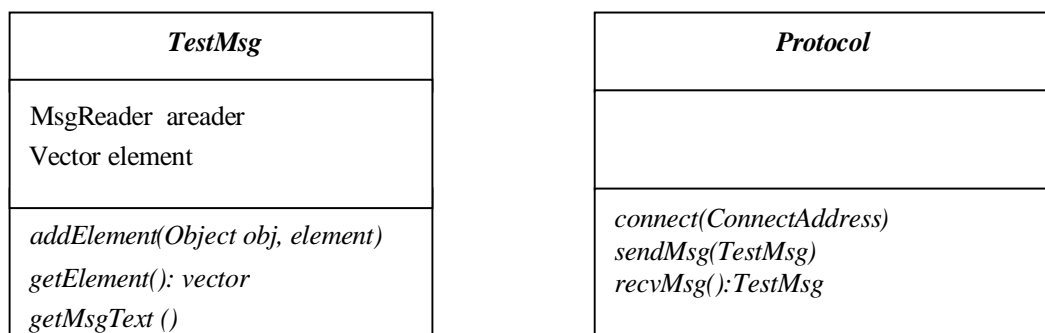 TestMsg
MsgReader areader
Vector element
addElement(Object obj, element)
getElement(): vector
getMsgText ()
Protocol
connect(ConnectAddress)
sendMsg(TestMsg)
recvMsg():TestMsg